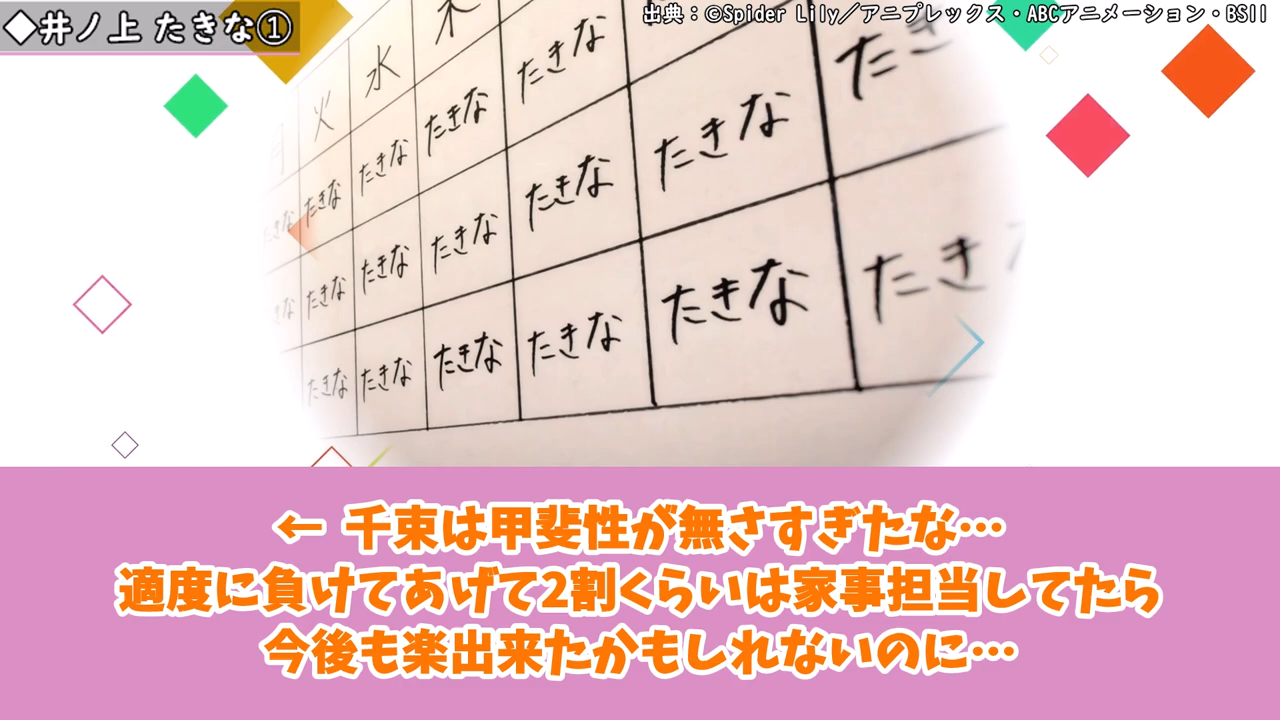 ◆井ノ上 たきな①
出典：©Spider Lily／アニプレックス・ABCアニメーション・BS11
火 水 木
たきな たきな たきな たきな たきな
たきな たきな たきな たきな たきな
たきな たきな たきな たきな たきな たきな
← 千束は甲斐性が無さすぎたな…
適度に負けてあげて2割くらいは家事担当してたら
今後も楽出来たかもしれないのに…